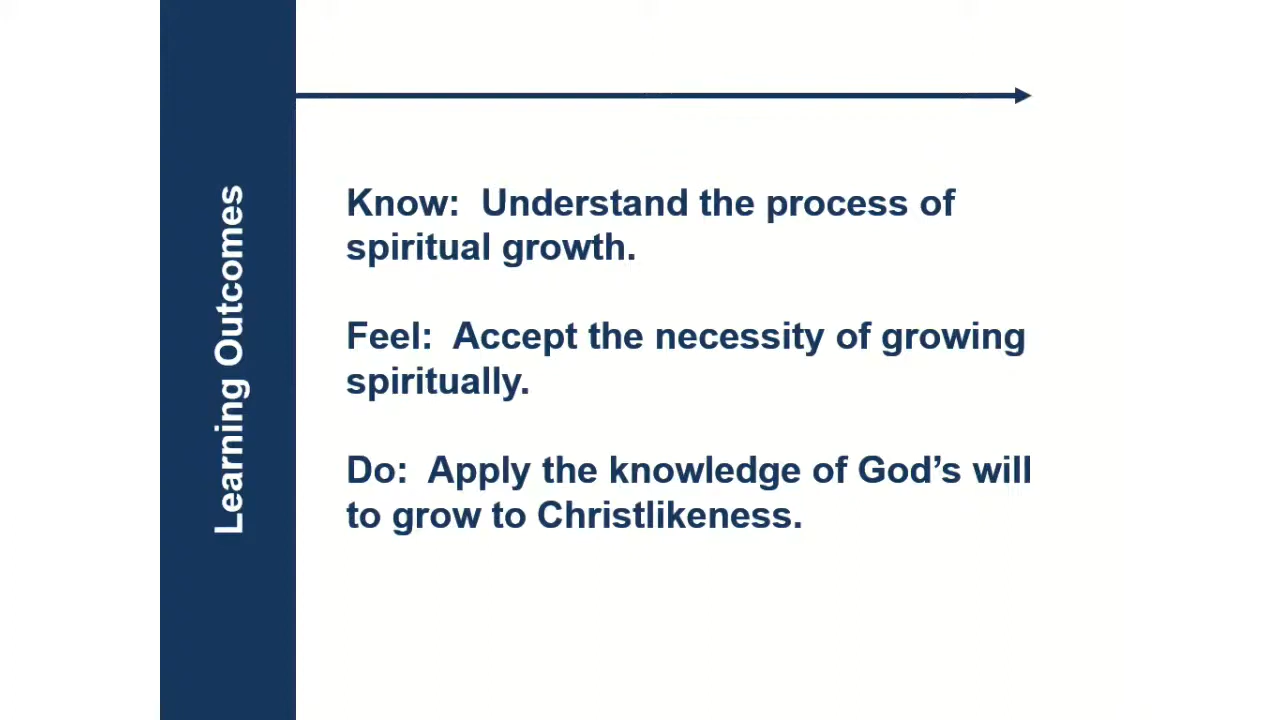 Learning Outcomes
Know:  Understand the process of
spiritual growth.
Feel:  Accept the necessity of growing
spiritually.
Do:  Apply the knowledge of God’s will
to grow to Christlikeness.